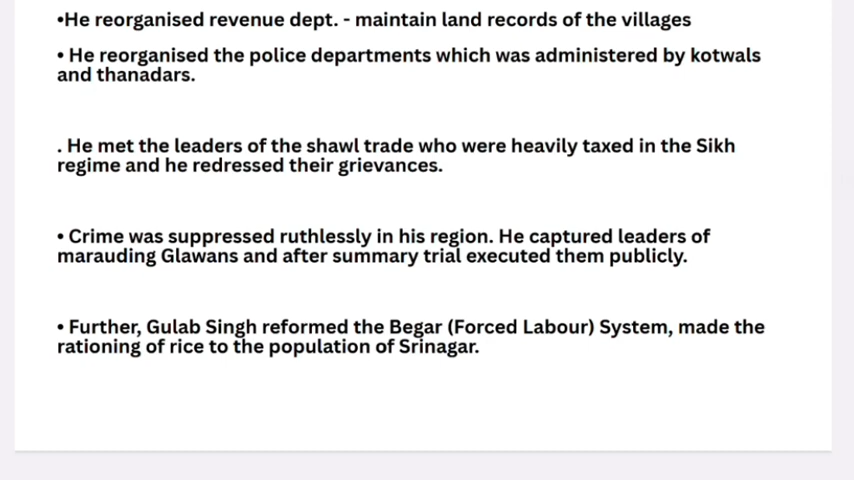 •He reorganised revenue dept. - maintain land records of the villages
• He reorganised the police departments which was administered by kotwals
and thanadars.
. He met the leaders of the shawl trade who were heavily taxed in the Sikh
regime and he redressed their grievances.
• Crime was suppressed ruthlessly in his region. He captured leaders of
marauding Glawans and after summary trial executed them publicly.
• Further, Gulab Singh reformed the Begar (Forced Labour) System, made the
rationing of rice to the population of Srinagar.